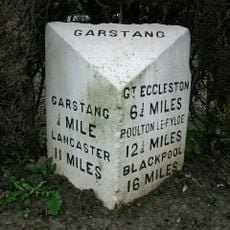 GARSTANG
GARSTANG
¼ MILE
LANCASTER
11 MILES
GT ECCLESTON
6¼ MILES
POULTON-LE-FYLDE
12¼ MILES
BLACKPOOL
16 MILES